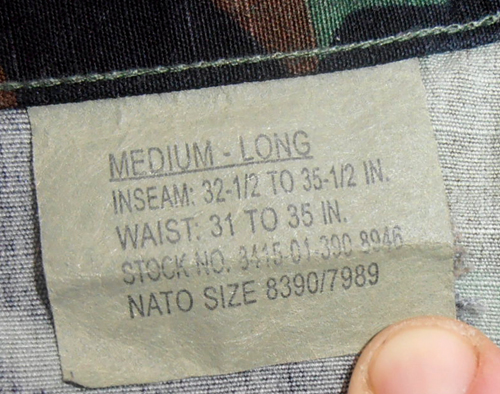 MEDIUM - LONG
INSEAM: 32-1/2 TO 35-1/2 IN.
WAIST: 31 TO 35 IN.
STOCK NO.
NATO SIZE 8390/7989